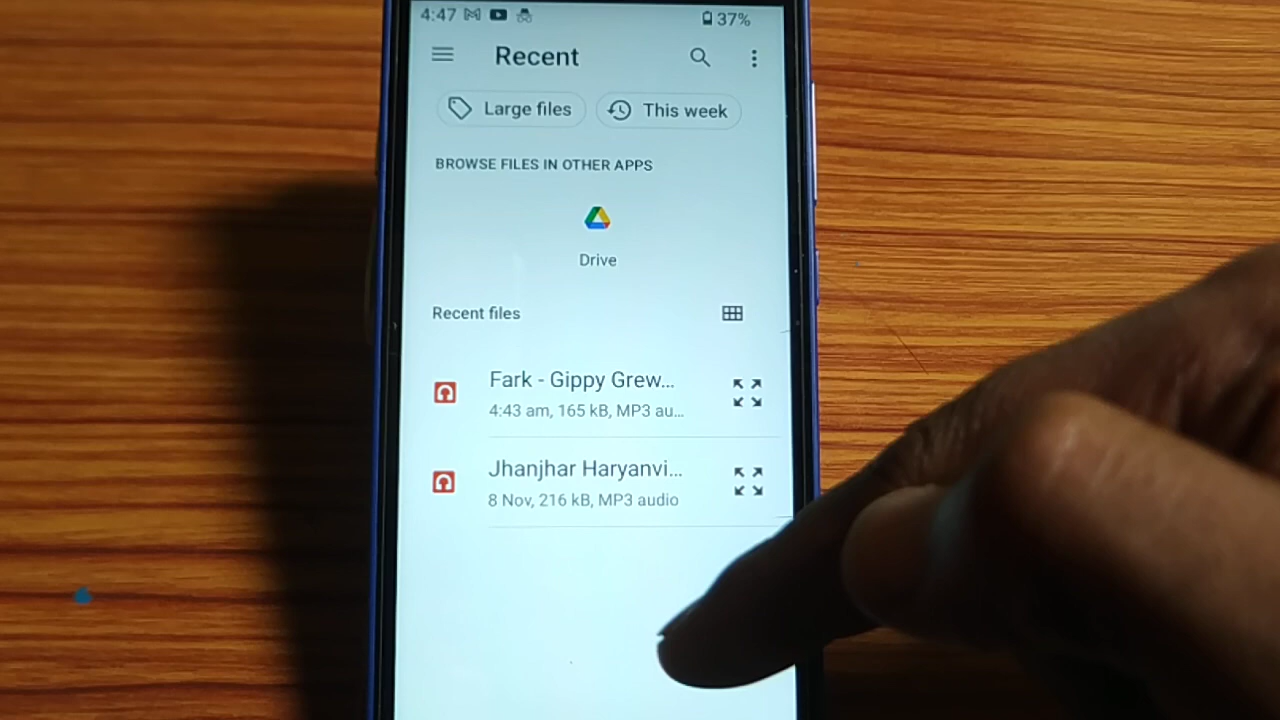 4:47 37%
Recent
Large files This week
BROWSE FILES IN OTHER APPS
Drive
Recent files
Fark - Gippy Grew...
4:43 am, 165 kB, MP3 au...
Jhanjhar Haryanvi...
8 Nov, 216 kB, MP3 audio